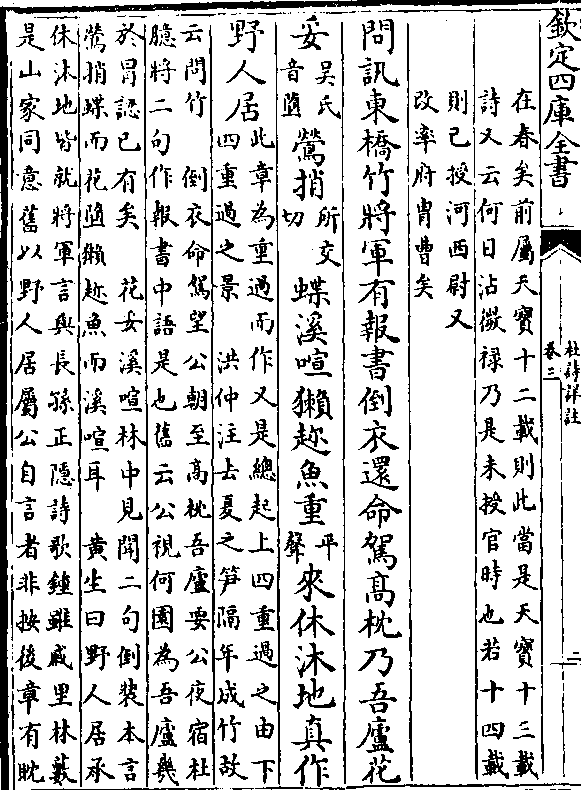 欽定四庫全書
杜詩詳註
卷三
二
在春矣前屬天寶十二載則此當是天寶十三載
詩又云何日沾微祿乃是未授官時也若十四載
則已授河西尉又
改率府胄曹矣
問訊東橋竹將軍有報書倒衣還命駕高枕乃吾廬花
妥吳氏音墮鶯捎所交切蝶溪喧獺趂魚重平聲來休沐地真作
野人居此章為重過而作又是總起上四重過之由下
四重過之景 洪仲注去夏之笋隔年成竹故
云問竹 倒衣命駕望公朝至高枕吾廬要公夜宿杜
臆將二句作報書中語是也舊云公視何園為吾廬幾
於冒認已有矣 花妥溪喧林中見聞二句倒裝本言
鶯捎蝶而花墮獺趂魚而溪喧耳 黃生曰野人居承
休沐地皆就將軍言與長孫正隱詩歌鐘雖戚里林藪
是山家同意舊以野人居屬公自言者非按後章有眈